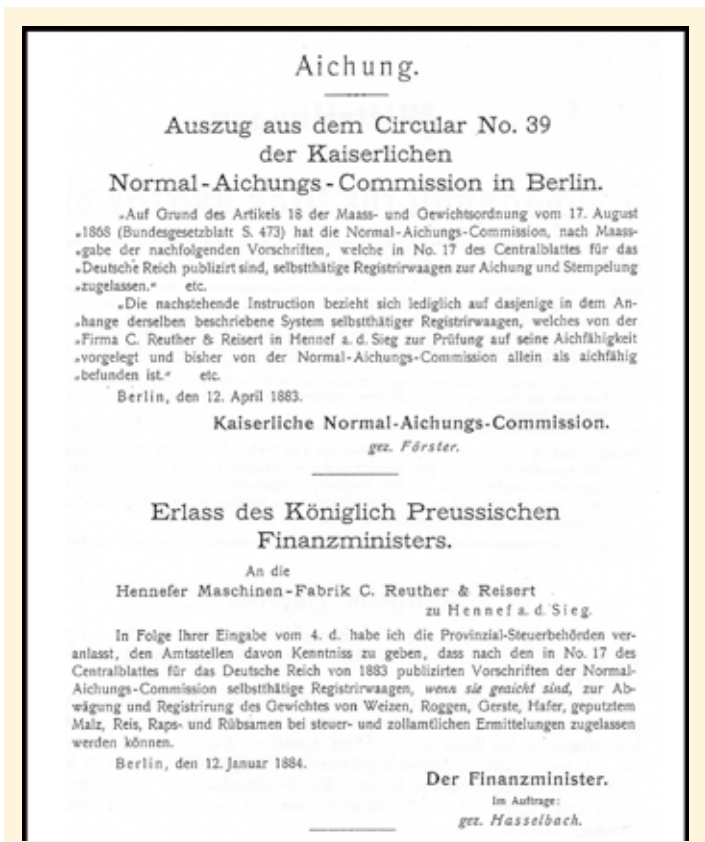 Aichung.
Auszug aus dem Circular No. 39
der Kaiserlichen
Normal-Aichungs-Commission in Berlin.
„Auf Grund des Artikels 18 der Maass- und Gewichtsordnung vom 17. August
„1868 (Bundesgesetzblatt S. 473) hat die Normal-Aichungs-Commission, nach Maass-
„gabe der nachfolgenden Vorschriften, welche in No. 17 des Centralblattes für das
„Deutsche Reich publizirt sind, selbstthätige Registrirwaagen zur Aichung und Stempelung
„zugelassen.“ etc.
„Die nachstehende Instruction bezieht sich lediglich auf dasjenige in dem An-
„hange derselben beschriebene System selbstthätiger Registrirwaagen, welches von der
„Firma C. Reuther & Reisert in Hennef a. d. Sieg zur Prüfung auf seine Aichfähigkeit
„vorgelegt und bisher von der Normal-Aichungs-Commission allein als aichfähig
„befunden ist.“ etc.
Berlin, den 12. April 1883.
Kaiserliche Normal-Aichungs-Commission.
gez. Förster.
Erlass des Königlich Preussischen
Finanzministers.
An die
Hennefer Maschinen-Fabrik C. Reuther & Reisert
zu Hennef a. d. Sieg.
In Folge Ihrer Eingabe vom 4. d. habe ich die Provinzial-Steuerbehörden ver-
anlasst, den Amtsstellen davon Kenntniss zu geben, dass nach den in No. 17 des
Centralblattes für das Deutsche Reich von 1883 publizirten Vorschriften der Normal-
Aichungs-Commission selbstthätige Registrirwaagen, wenn sie geaicht sind, zur Ab-
wägung und Registrirung des Gewichtes von Weizen, Roggen, Gerste, Hafer, geputztem
Malz, Reis, Raps- und Rübsamen bei steuer- und zollamtlichen Ermittelungen zugelassen
werden können.
Berlin, den 12. Januar 1884.
Der Finanzminister.
Im Auftrage:
gez. Hasselbach.